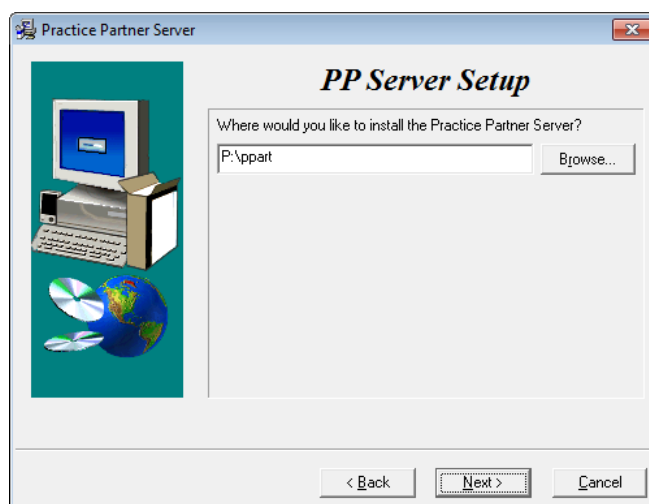 Practice Partner Server
PP Server Setup
Where would you like to install the Practice Partner Server?
P:\ppart
Browse...
< Back
Next >
Cancel